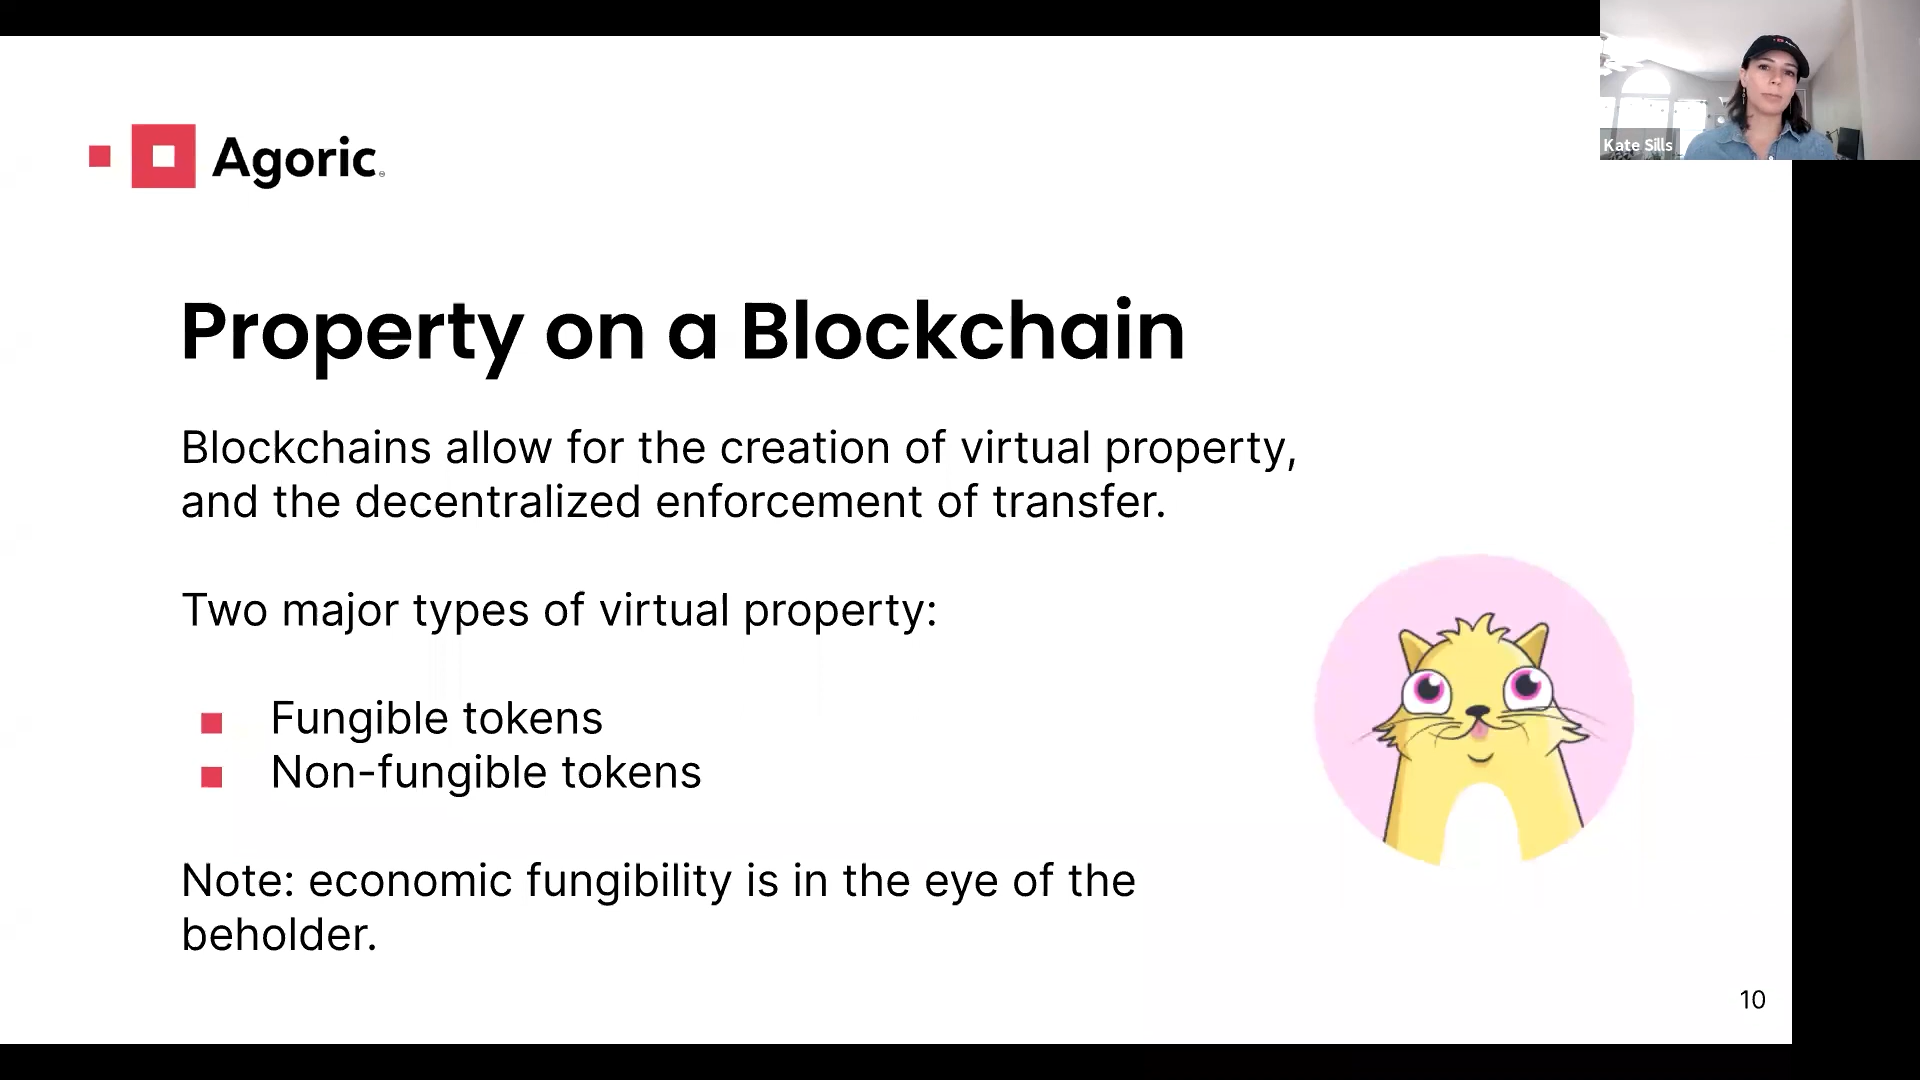 Kate Sills
Agoric
Property on a Blockchain
Blockchains allow for the creation of virtual property,
and the decentralized enforcement of transfer.
Two major types of virtual property:
Fungible tokens
Non-fungible tokens
Note: economic fungibility is in the eye of the
beholder.
10